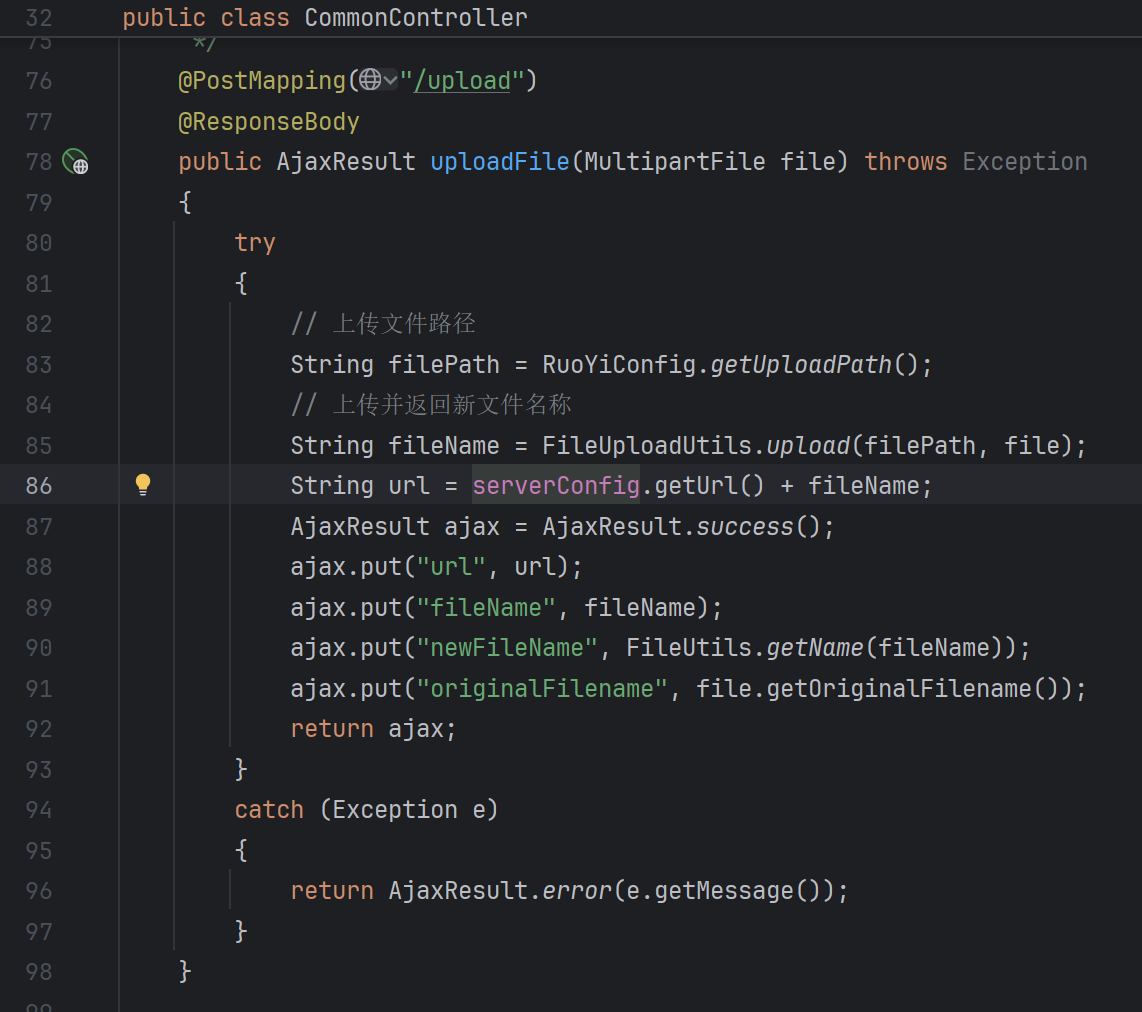 32 public class CommonController
75 */
76 @PostMapping("/upload")
77 @ResponseBody
78 public AjaxResult uploadFile(MultipartFile file) throws Exception
79 {
80 try
81 {
82 // 上传文件路径
83 String filePath = RuoYiConfig.getUploadPath();
84 // 上传并返回新文件名称
85 String fileName = FileUploadUtils.upload(filePath, file);
86 String url = serverConfig.getUrl() + fileName;
87 AjaxResult ajax = AjaxResult.success();
88 ajax.put("url", url);
89 ajax.put("fileName", fileName);
90 ajax.put("newFileName", FileUtils.getName(fileName));
91 ajax.put("originalFilename", file.getOriginalFilename());
92 return ajax;
93 }
94 catch (Exception e)
95 {
96 return AjaxResult.error(e.getMessage());
97 }
98 }
99